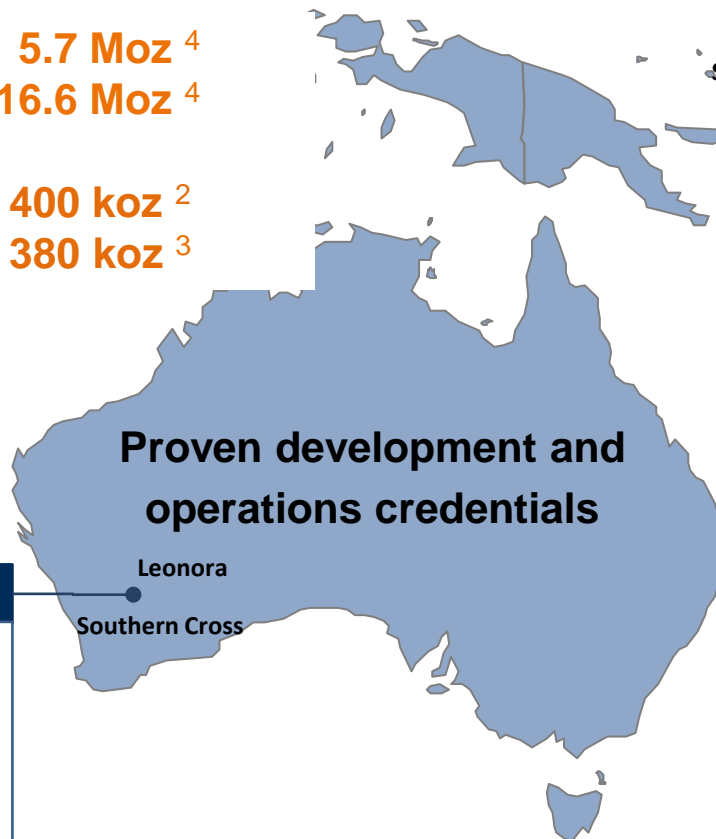 5.7 Moz 4
16.6 Moz 4
400 koz 2
380 koz 3
Proven development and
operations credentials
Leonora
Southern Cross